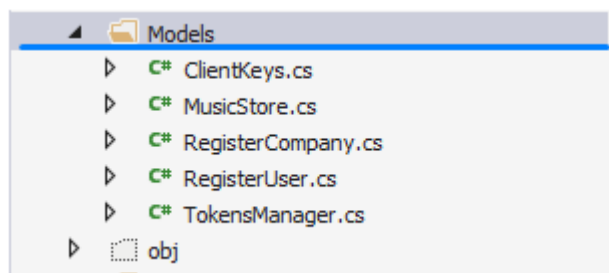 Models
C# ClientKeys.cs
C# MusicStore.cs
C# RegisterCompany.cs
C# RegisterUser.cs
C# TokensManager.cs
obj